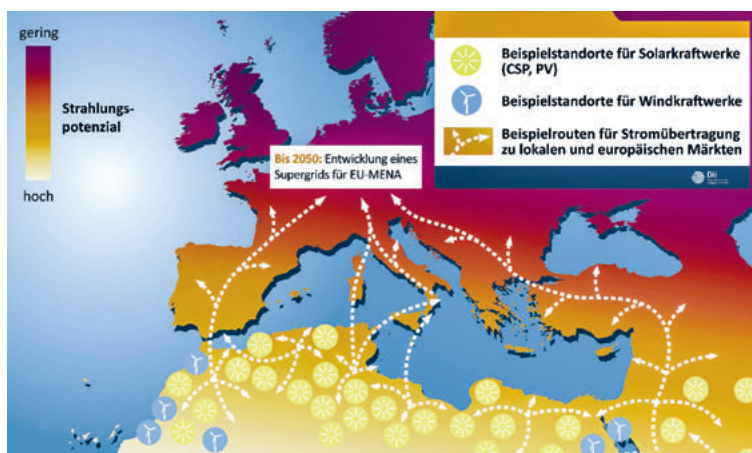 gering
Strahlungs-
potenzial
hoch
Bis 2050: Entwicklung eines
Supergrids für EU-MENA
Beispielstandorte für Solarkraftwerke
(CSP, PV)
Beispielstandorte für Windkraftwerke
Beispielrouten für Stromübertragung
zu lokalen und europäischen Märkten
Dii